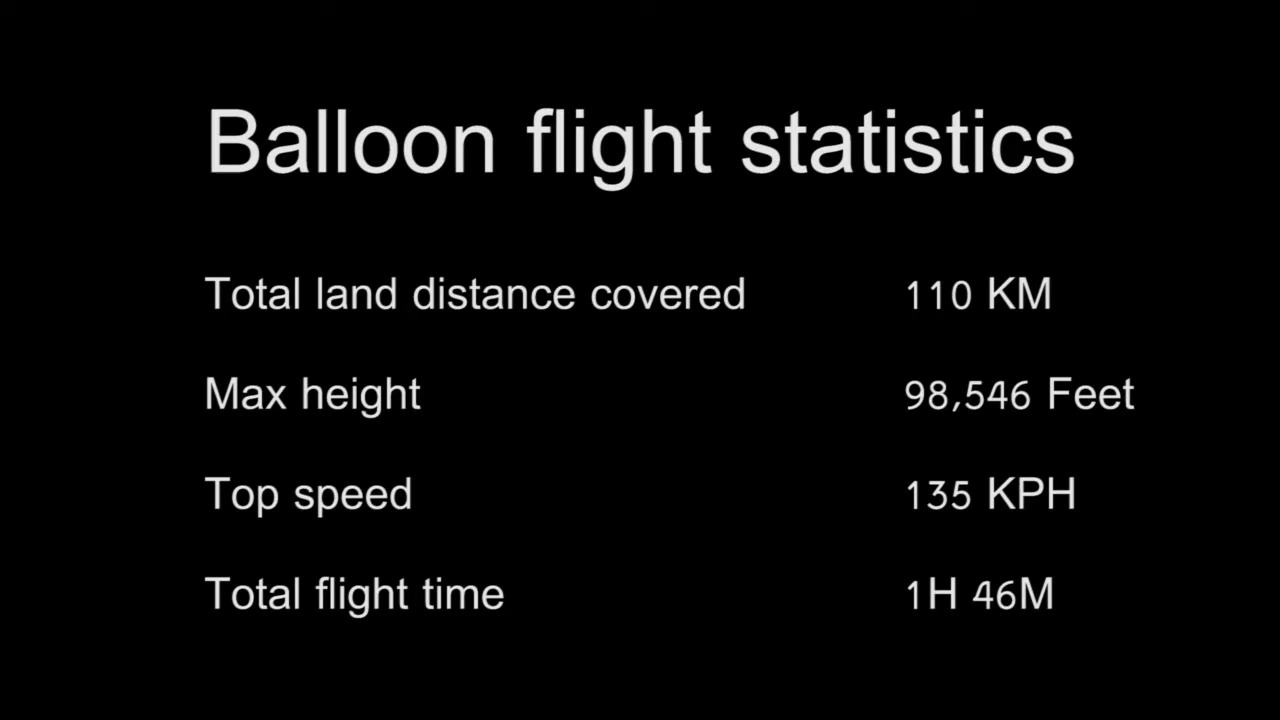 Balloon flight statistics
Total land distance covered 110 KM
Max height 98,546 Feet
Top speed 135 KPH
Total flight time 1H 46M